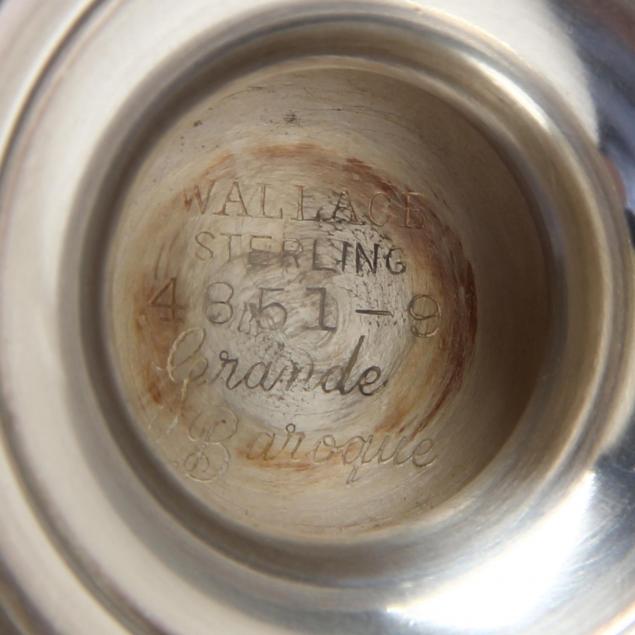 WALLACE
STERLING
4851-9
Grande
Baroque